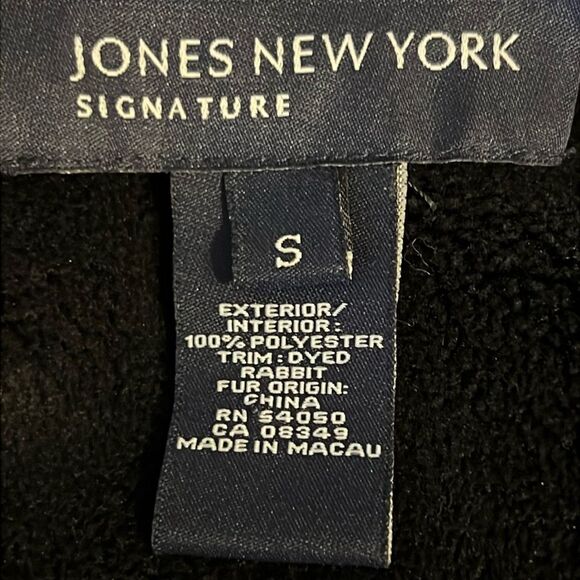 JONES NEW YORK
SIGNATURE
S
EXTERIOR/
INTERIOR:
100% POLYESTER
TRIM: DYED
RABBIT
FUR ORIGIN:
CHINA
RN 54050
CA 08349
MADE IN MACAU